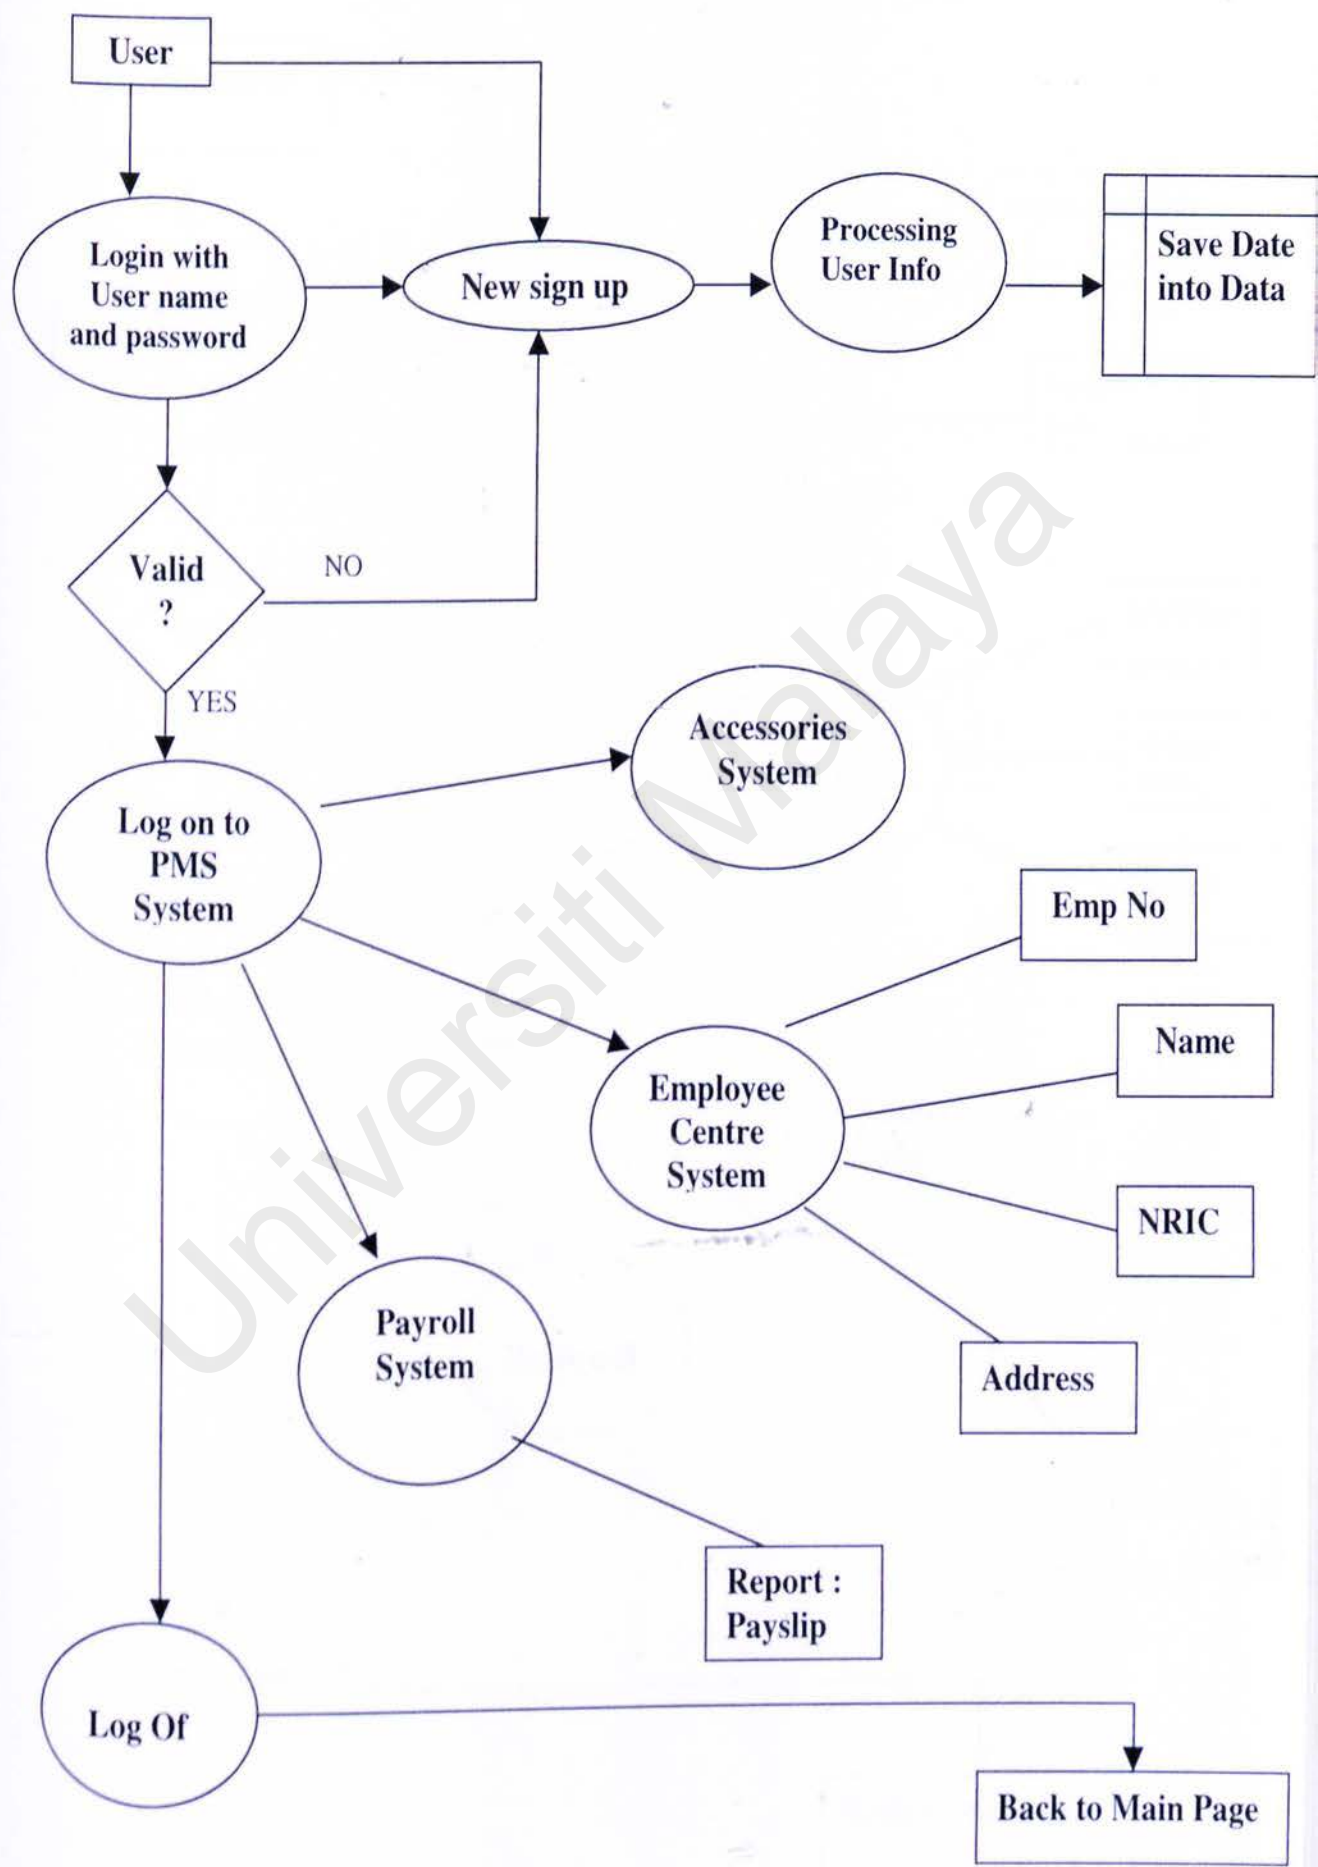 User
Login with
User name
and password
New sign up
Processing
User Info
Save Date
into Data
Valid
?
NO
YES
Log on to
PMS
System
Accessories
System
Emp No
Name
Employee
Centre
System
NRIC
Address
Payroll
System
Report :
Payslip
Log Of
Back to Main Page
Universiti Malaya